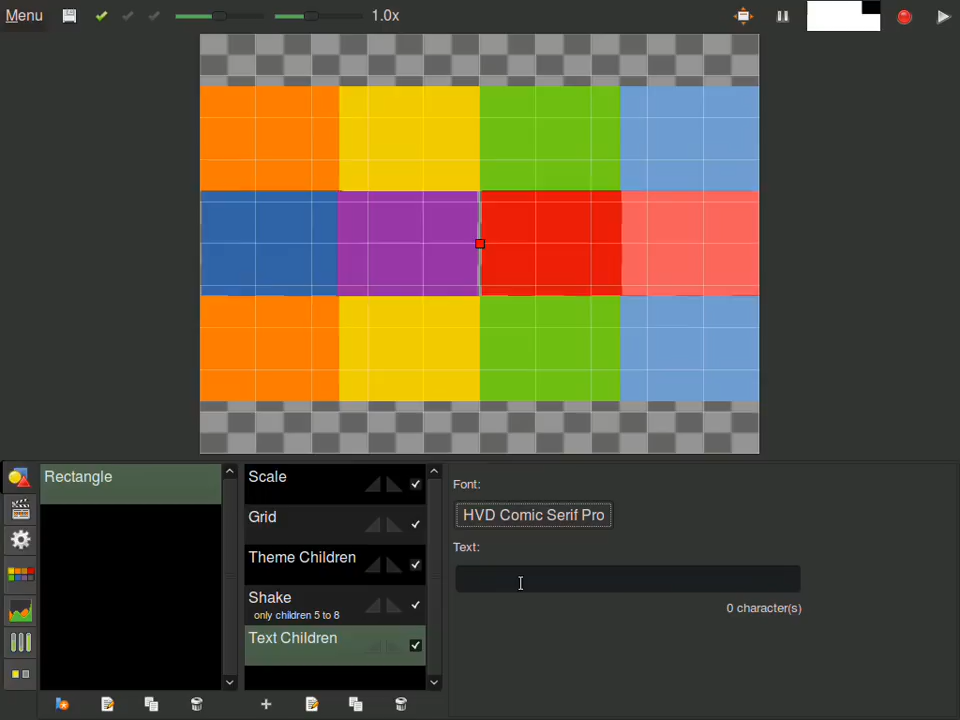 Menu
1.0x
Rectangle
Scale
Grid
Theme Children
Shake
only children 5 to 8
Text Children
Font:
HVD Comic Serif Pro
Text:
0 character(s)